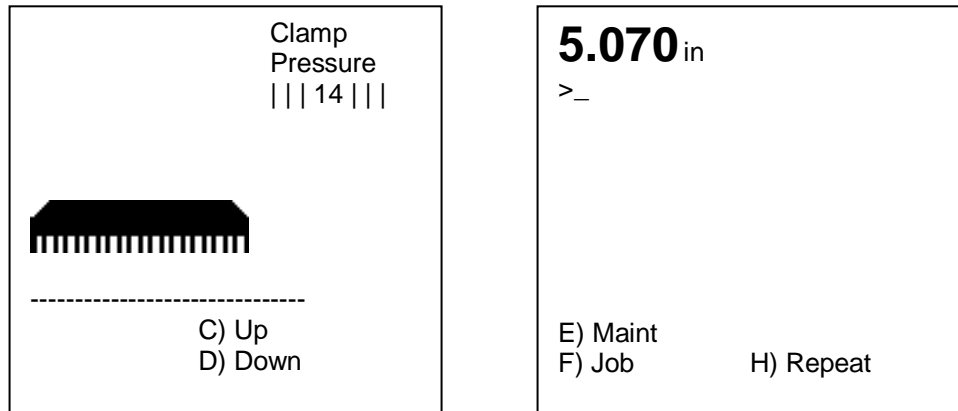 Clamp
Pressure
| | | 14 | | |
-------------------------------
C) Up
D) Down
5.070 in
>_
E) Maint
F) Job H) Repeat